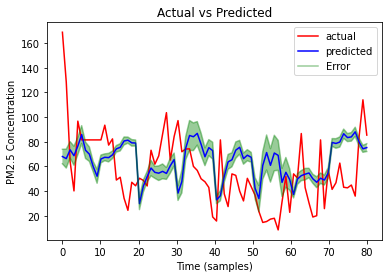 Actual vs Predicted
actual
predicted
Error
PM2.5 Concentration
160
140
120
100
80
60
40
20
0
10
20
30
40
50
60
70
80
Time (samples)